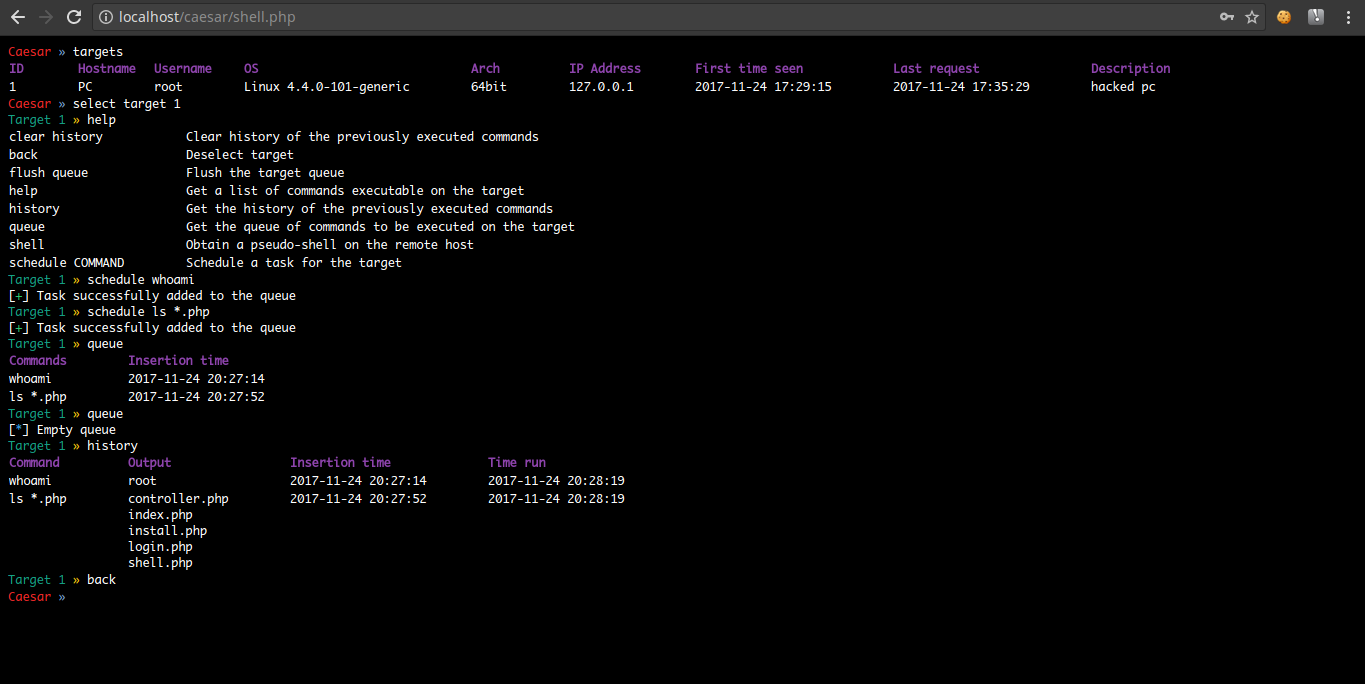 localhost/caesar/shell.php
Caesar » targets
ID Hostname Username OS Arch IP Address First time seen Last request Description
1 PC root Linux 4.4.0-101-generic 64bit 127.0.0.1 2017-11-24 17:29:15 2017-11-24 17:35:29 hacked pc
Caesar » select target 1
Target 1 » help
clear history Clear history of the previously executed commands
back Deselect target
flush queue Flush the target queue
help Get a list of commands executable on the target
history Get the history of the previously executed commands
queue Get the queue of commands to be executed on the target
shell Obtain a pseudo-shell on the remote host
schedule COMMAND Schedule a task for the target
Target 1 » schedule whoami
[+] Task successfully added to the queue
Target 1 » schedule ls *.php
[+] Task successfully added to the queue
Target 1 » queue
Commands Insertion time
whoami 2017-11-24 20:27:14
ls *.php 2017-11-24 20:27:52
Target 1 » queue
[*] Empty queue
Target 1 » history
Command Output Insertion time Time run
whoami root 2017-11-24 20:27:14 2017-11-24 20:28:19
ls *.php controller.php 2017-11-24 20:27:52 2017-11-24 20:28:19
index.php
install.php
login.php
shell.php
Target 1 » back
Caesar »